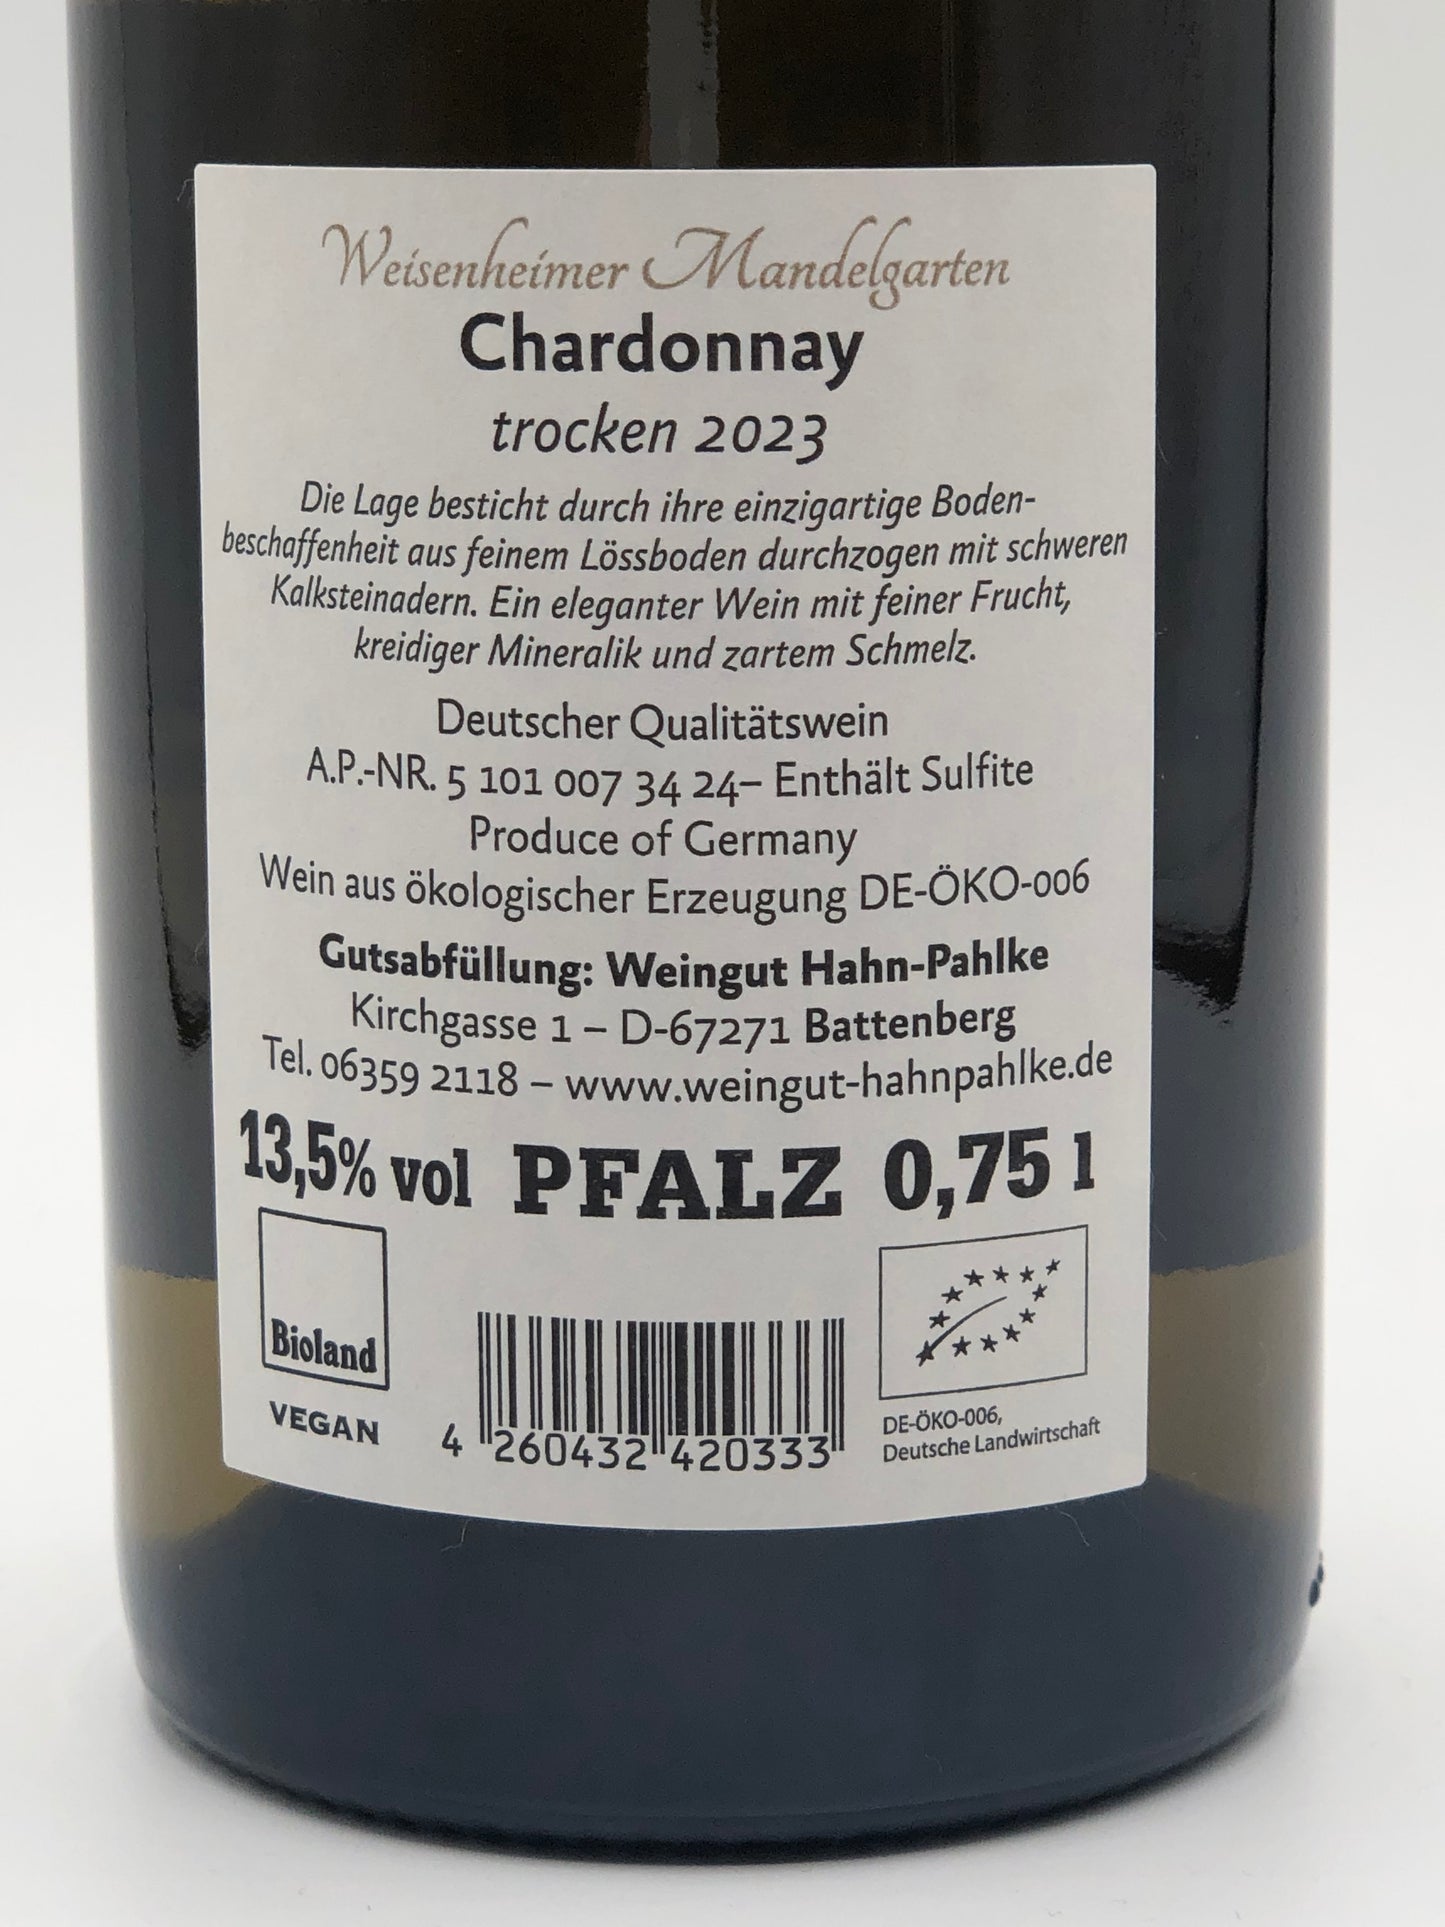 Weisenheimer Mandelgarten
Chardonnay
trocken 2023
Die Lage besticht durch ihre einzigartige Boden-
beschaffenheit aus feinem Lössboden durchzogen mit schweren
Kalksteinadern. Ein eleganter Wein mit feiner Frucht,
kreidiger Mineralik und zartem Schmelz.
Deutscher Qualitätswein
A.P.-NR. 5 101 007 34 24– Enthält Sulfite
Produce of Germany
Wein aus ökologischer Erzeugung DE-ÖKO-006
Gutsabfüllung: Weingut Hahn-Pahlke
Kirchgasse 1 – D-67271 Battenberg
Tel. 06359 2118 – www.weingut-hahnpahlke.de
13,5% vol PFALZ 0,75 l
Bioland
VEGAN
4 260432 420333
DE-ÖKO-006,
Deutsche Landwirtschaft